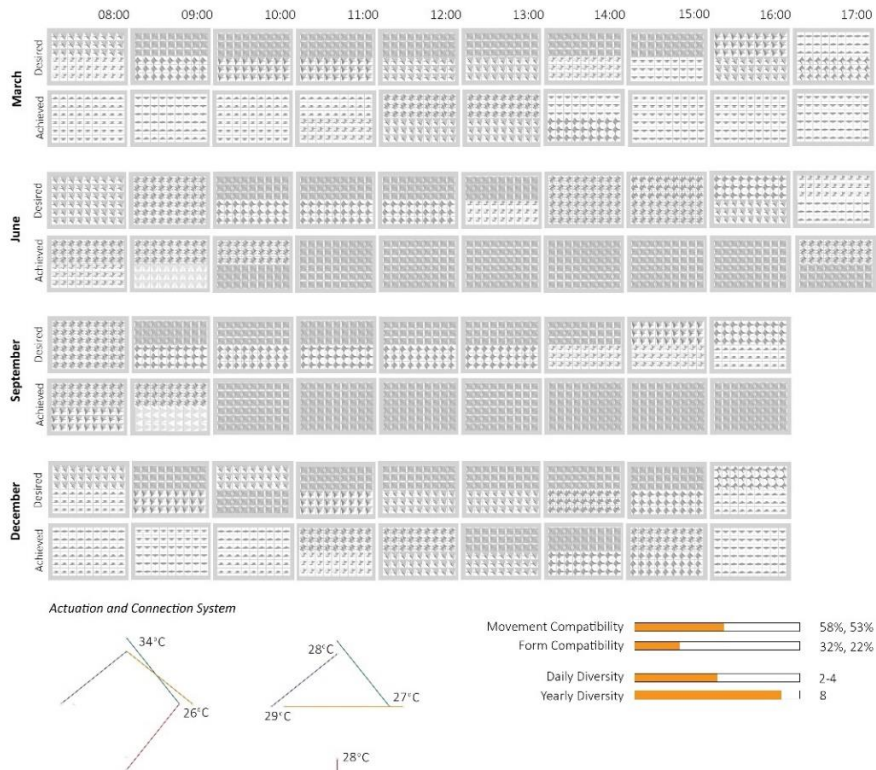 08:00 09:00 10:00 11:00 12:00 13:00 14:00 15:00 16:00 17:00
March
Desired
Achieved
June
Desired
Achieved
September
Desired
Achieved
December
Desired
Achieved
Actuation and Connection System
34°C
26°C
28°C
29°C
27°C
28°C
Movement Compatibility 58%, 53%
Form Compatibility 32%, 22%
Daily Diversity 2-4
Yearly Diversity 8